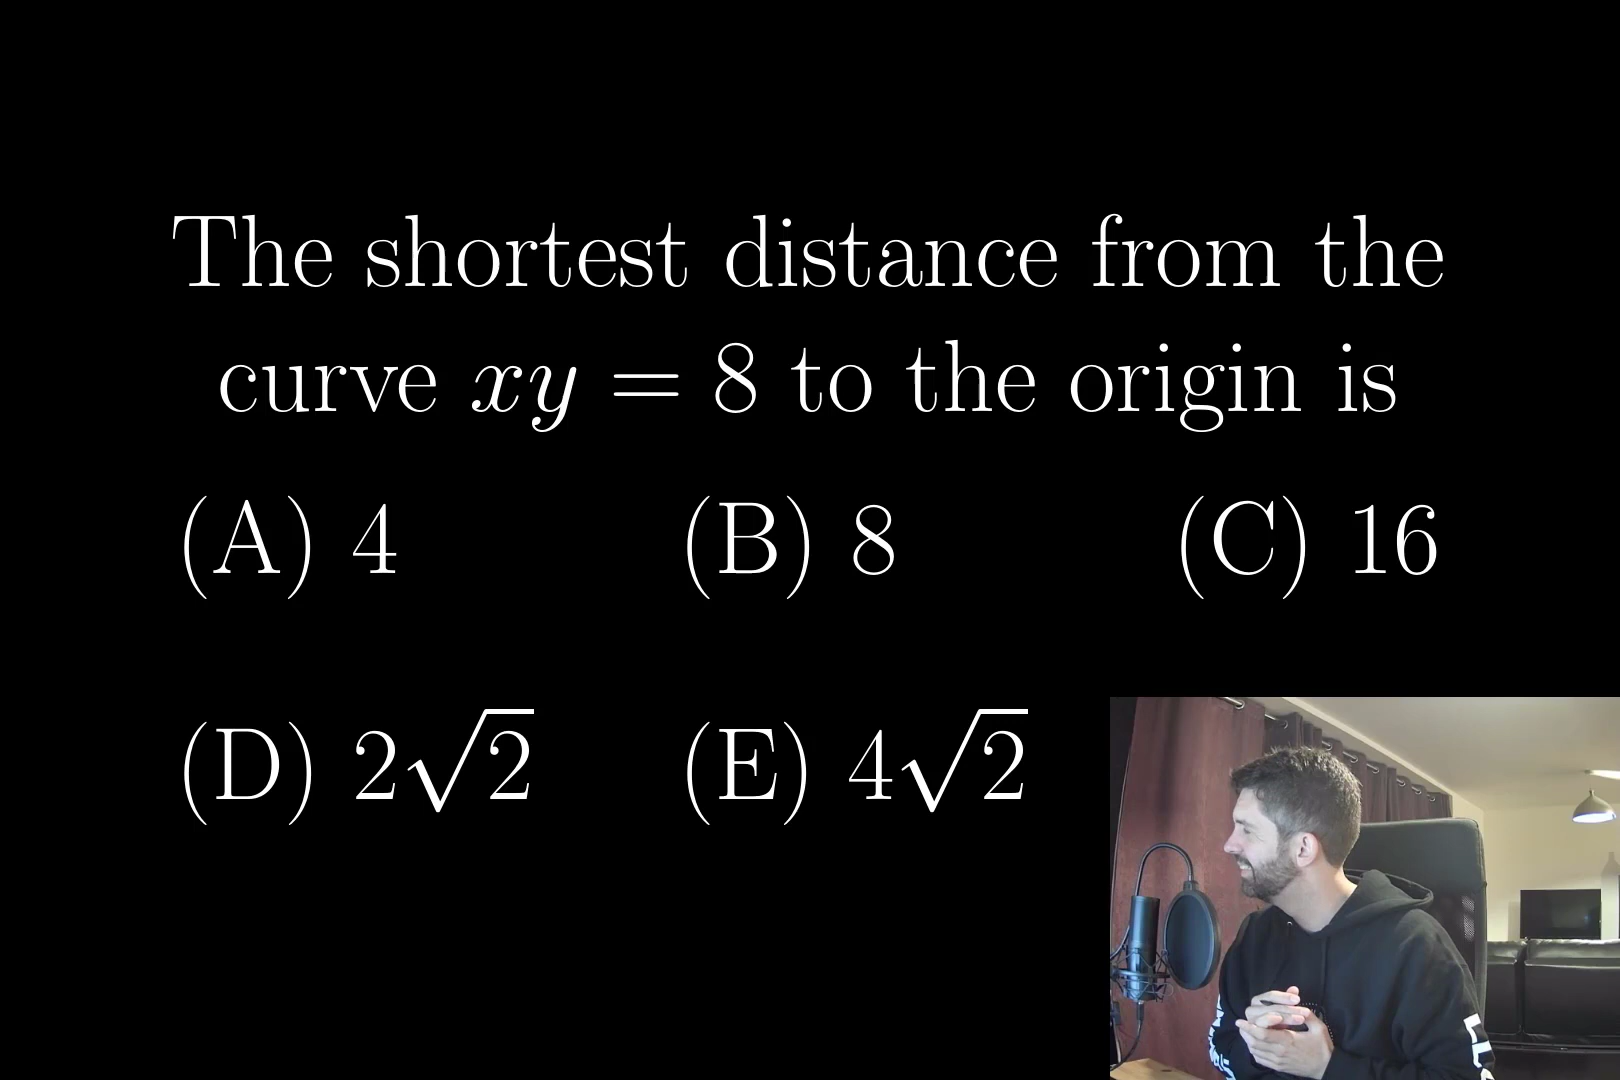 The shortest distance from the
curve xy = 8 to the origin is
(A) 4 (B) 8 (C) 16
(D) 2√2 (E) 4√2